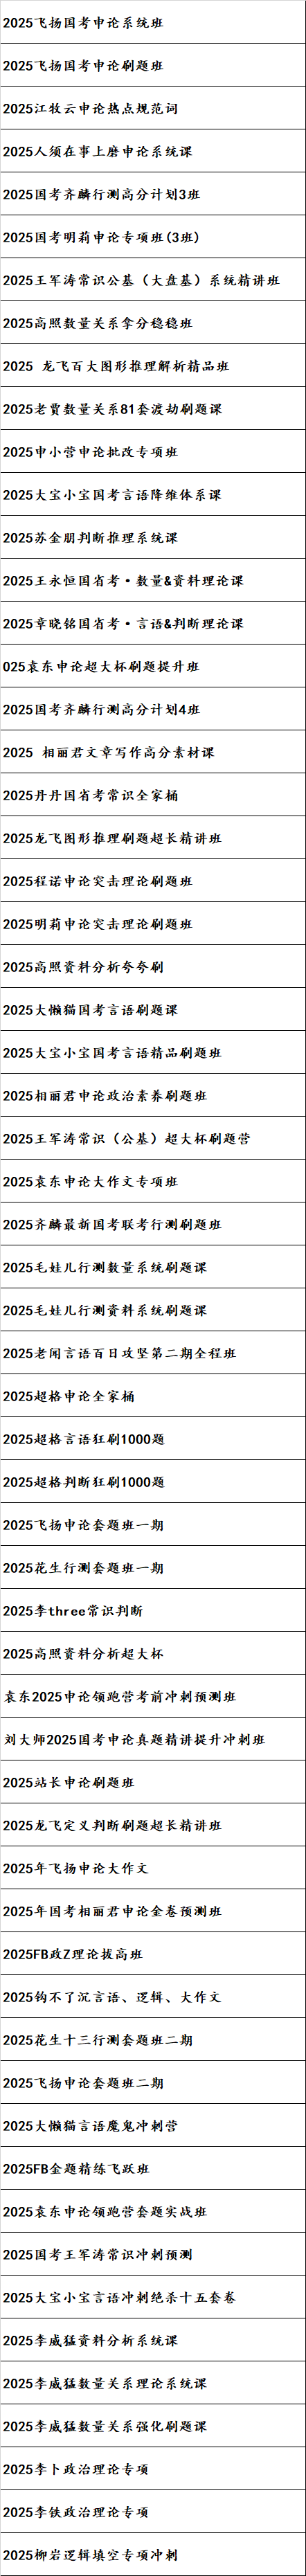 2025飞扬国考申论系统班
2025飞扬国考申论刷题班
2025江牧云申论热点规范词
2025人须在事上磨申论系统课
2025国考齐麟行测高分计划3班
2025国考明莉申论专项班(3班)
2025王军涛常识公基（大盘基）系统精讲班
2025高照数量关系拿分稳稳班
2025 龙飞百大图形推理解析精品班
2025老贾数量关系81套渡劫刷题课
2025申小营申论批改专项班
2025大宝小宝国考言语降维体系课
2025苏金朋判断推理系统课
2025王永恒国省考·数量&资料理论课
2025章晓铭国省考·言语&判断理论课
025袁东申论超大杯刷题提升班
2025国考齐麟行测高分计划4班
2025 相丽君文章写作高分素材课
2025丹丹国省考常识全家桶
2025龙飞图形推理刷题超长精讲班
2025程诺申论突击理论刷题班
2025明莉申论突击理论刷题班
2025高照资料分析夸夸刷
2025大懒猫国考言语刷题课
2025大宝小宝国考言语精品刷题班
2025相丽君申论政治素养刷题班
2025王军涛常识（公基）超大杯刷题营
2025袁东申论大作文专项班
2025齐麟最新国考联考行测刷题班
2025毛娃儿行测数量系统刷题课
2025毛娃儿行测资料系统刷题课
2025老闻言语百日攻坚第二期全程班
2025超格申论全家桶
2025超格言语狂刷1000题
2025超格判断狂刷1000题
2025飞扬申论套题班一期
2025花生行测套题班一期
2025李three常识判断
2025高照资料分析超大杯
袁东2025申论领跑营考前冲刺预测班
刘大师2025国考申论真题精讲提升冲刺班
2025站长申论刷题班
2025龙飞定义判断刷题超长精讲班
2025年飞扬申论大作文
2025年国考相丽君申论全卷预测班
2025FB政Z理论拔高班
2025钩不了沉言语、逻辑、大作文
2025花生十三行测套题班二期
2025飞扬申论套题班二期
2025大懒猫言语魔鬼冲刺营
2025FB全题精练飞跃班
2025袁东申论领跑营套题实战班
2025国考王军涛常识冲刺预测
2025大宝小宝言语冲刺绝杀十五套卷
2025李威猛资料分析系统课
2025李威猛数量关系理论系统课
2025李威猛数量关系强化刷题课
2025李卜政治理论专项
2025李铁政治理论专项
2025柳岩逻辑填空专项冲刺